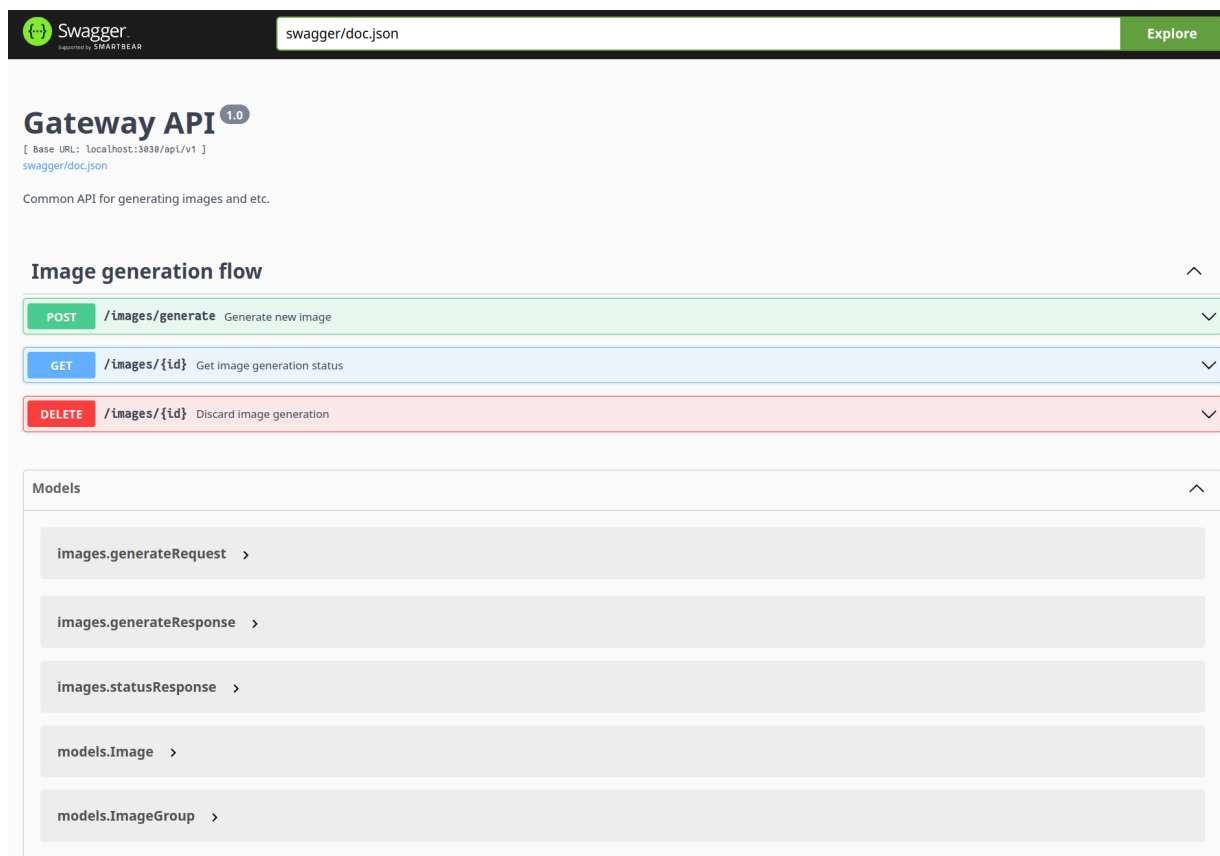 Swagger.
Supported by SMARTBEAR
swagger/doc.json
Explore
Gateway API 1.0
[ Base URL: localhost:3030/api/v1 ]
swagger/doc.json
Common API for generating images and etc.
Image generation flow
POST /images/generate Generate new image
GET /images/{id} Get image generation status
DELETE /images/{id} Discard image generation
Models
images.generateRequest
images.generateResponse
images.statusResponse
models.Image
models.ImageGroup